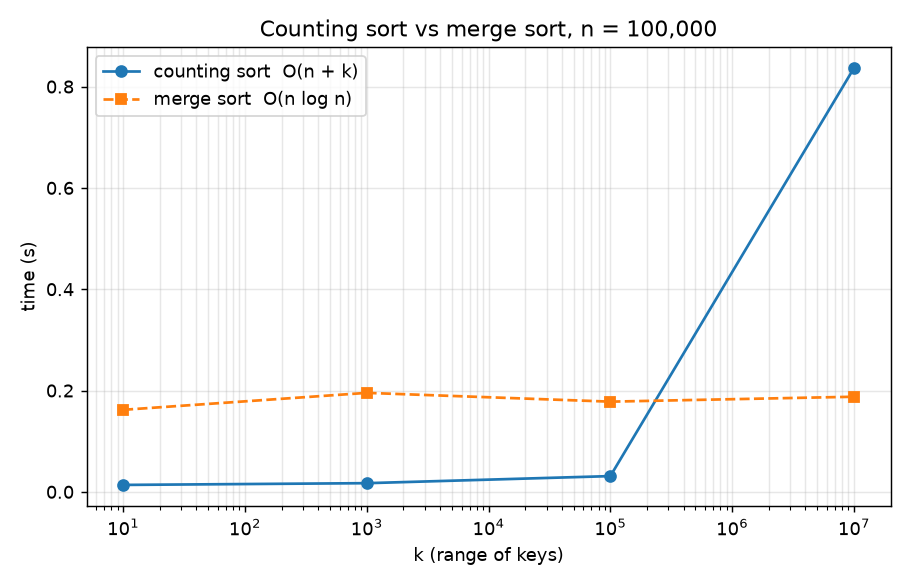 Counting sort vs merge sort, n = 100,000
counting sort  O(n + k)
merge sort  O(n log n)
time (s)
0.8
0.6
0.4
0.2
0.0
10¹ 10² 10³ 10⁴ 10⁵ 10⁶ 10⁷
k (range of keys)